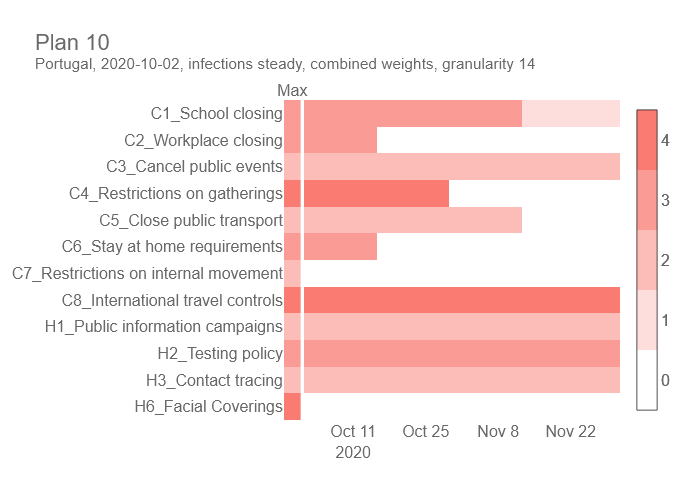 Plan 10
Portugal, 2020-10-02, infections steady, combined weights, granularity 14
Max
C1_School closing
C2_Workplace closing
C3_Cancel public events
C4_Restrictions on gatherings
C5_Close public transport
C6_Stay at home requirements
C7_Restrictions on internal movement
C8_International travel controls
H1_Public information campaigns
H2_Testing policy
H3_Contact tracing
H6_Facial Coverings
Oct 11 Oct 25 Nov 8 Nov 22
2020
4
3
2
1
0